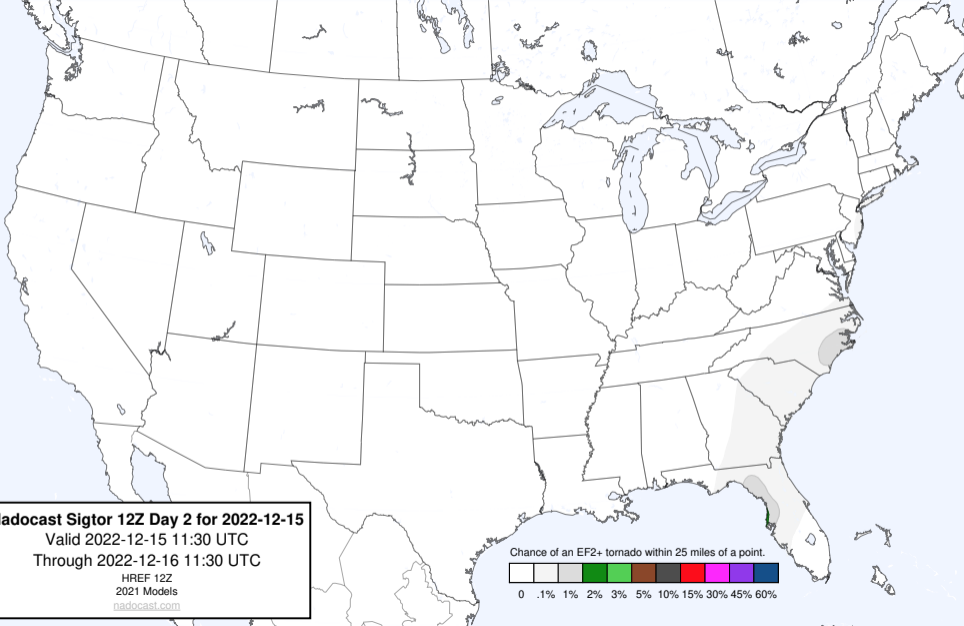 adocast Sigtor 12Z Day 2 for 2022-12-15
Valid 2022-12-15 11:30 UTC
Through 2022-12-16 11:30 UTC
HREF 12Z
2021 Models
nadocast.com
Chance of an EF2+ tornado within 25 miles of a point.
0 .1% 1% 2% 3% 5% 10% 15% 30% 45% 60%